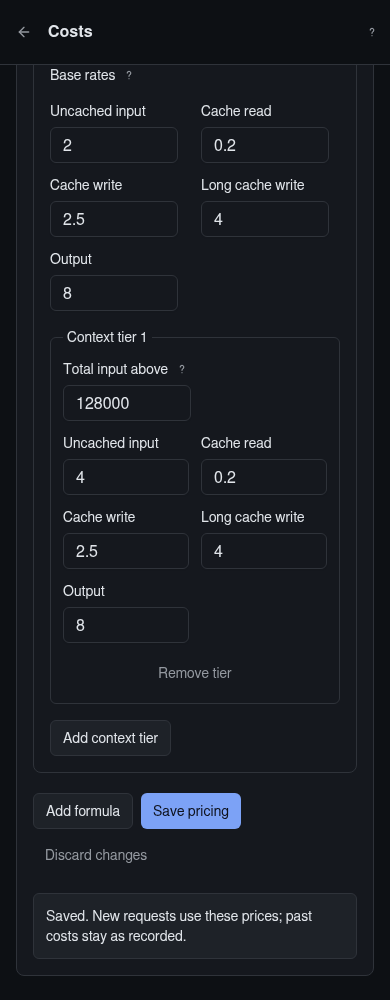 Costs
?
Base rates ?
Uncached input Cache read
2 0.2
Cache write Long cache write
2.5 4
Output
8
Context tier 1
Total input above ?
128000
Uncached input Cache read
4 0.2
Cache write Long cache write
2.5 4
Output
8
Remove tier
Add context tier
Add formula Save pricing
Discard changes
Saved. New requests use these prices; past
costs stay as recorded.